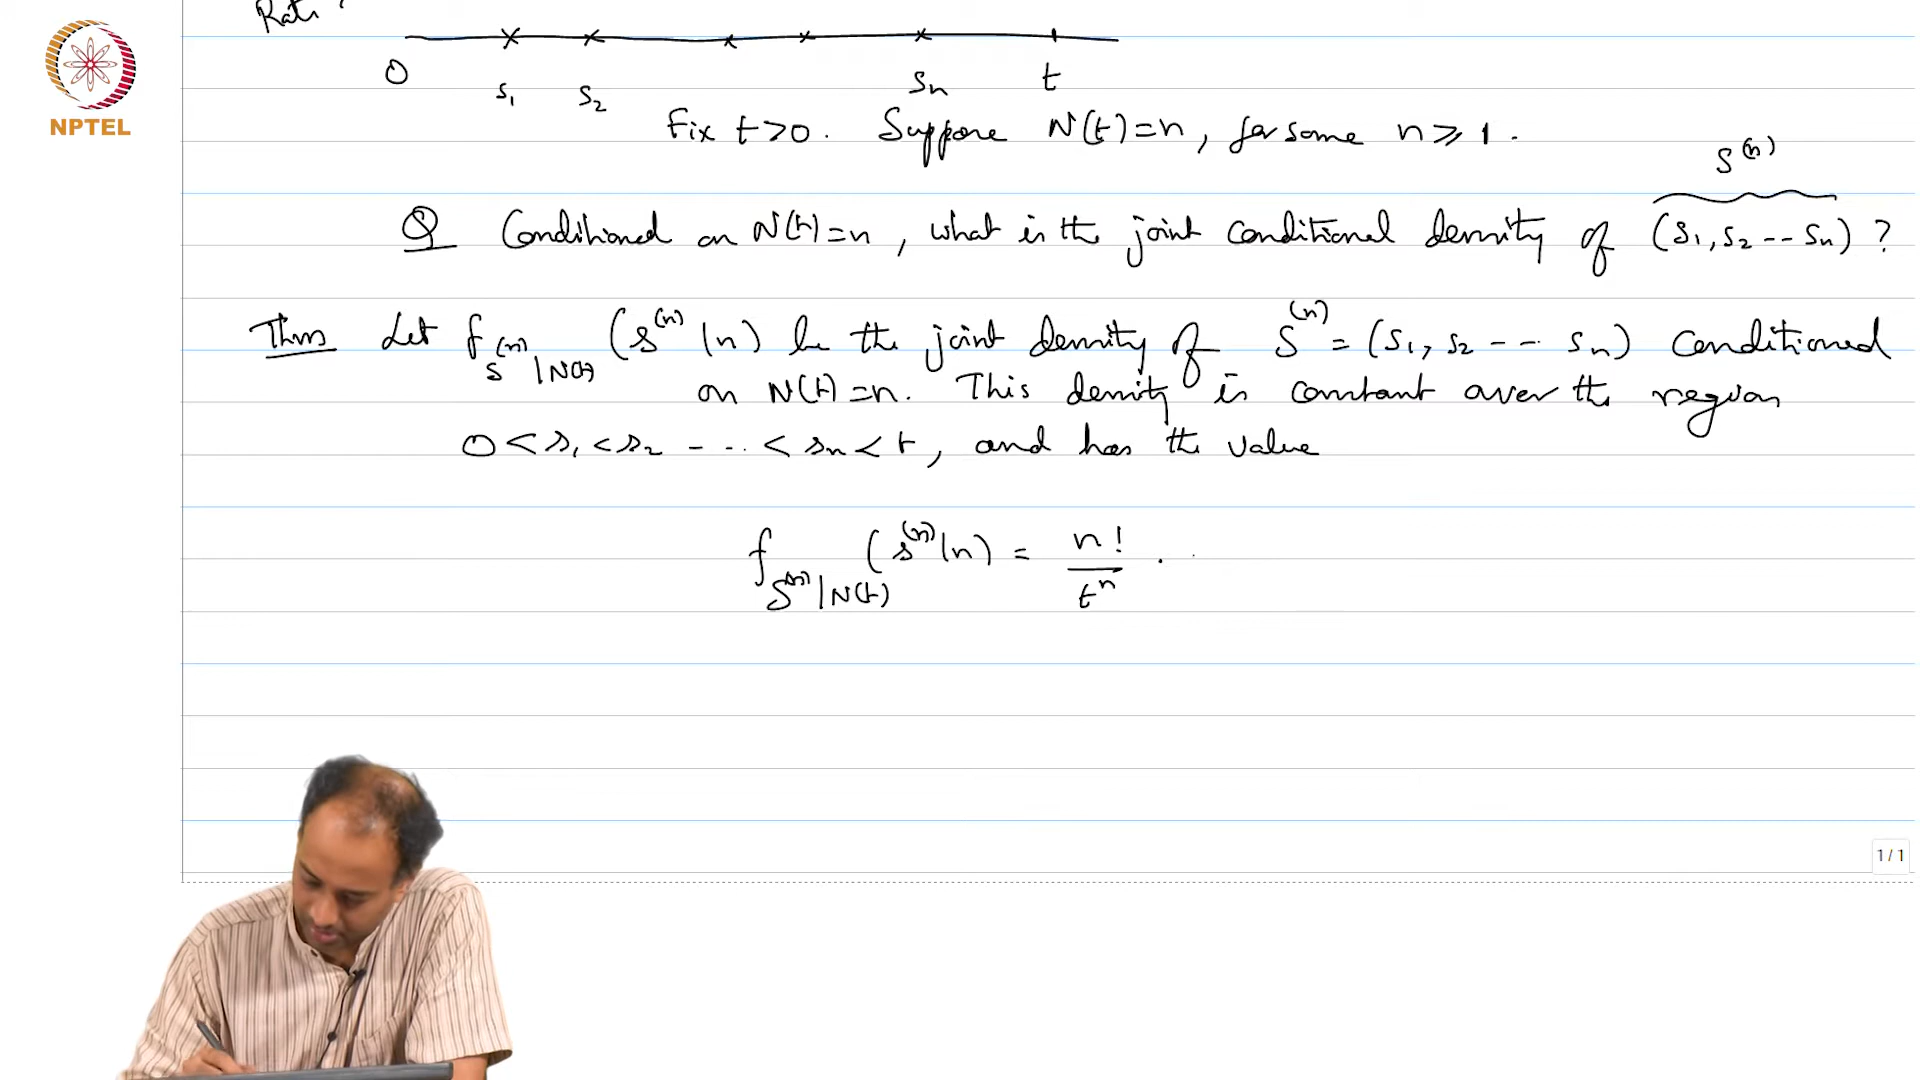 Rate
0 s₁ s₂ sₙ t
NPTEL
Fix t>0. Suppose N(t)=n, for some n ≥ 1.
S⁽ⁿ⁾
Q Conditioned on N(t)=n, what is the joint conditional density of (S₁, S₂ -- Sₙ) ?
Thm Let f_{S⁽ⁿ⁾|N(t)} (s⁽ⁿ⁾|n) be the joint density of S⁽ⁿ⁾ = (S₁, S₂ -- Sₙ) conditioned
on N(t)=n. This density is constant over the region
0 < s₁ < s₂ - -.. < sₙ < t, and has the value
f_{S⁽ⁿ⁾|N(t)} (s⁽ⁿ⁾|n) = n!/tⁿ .
1 / 1